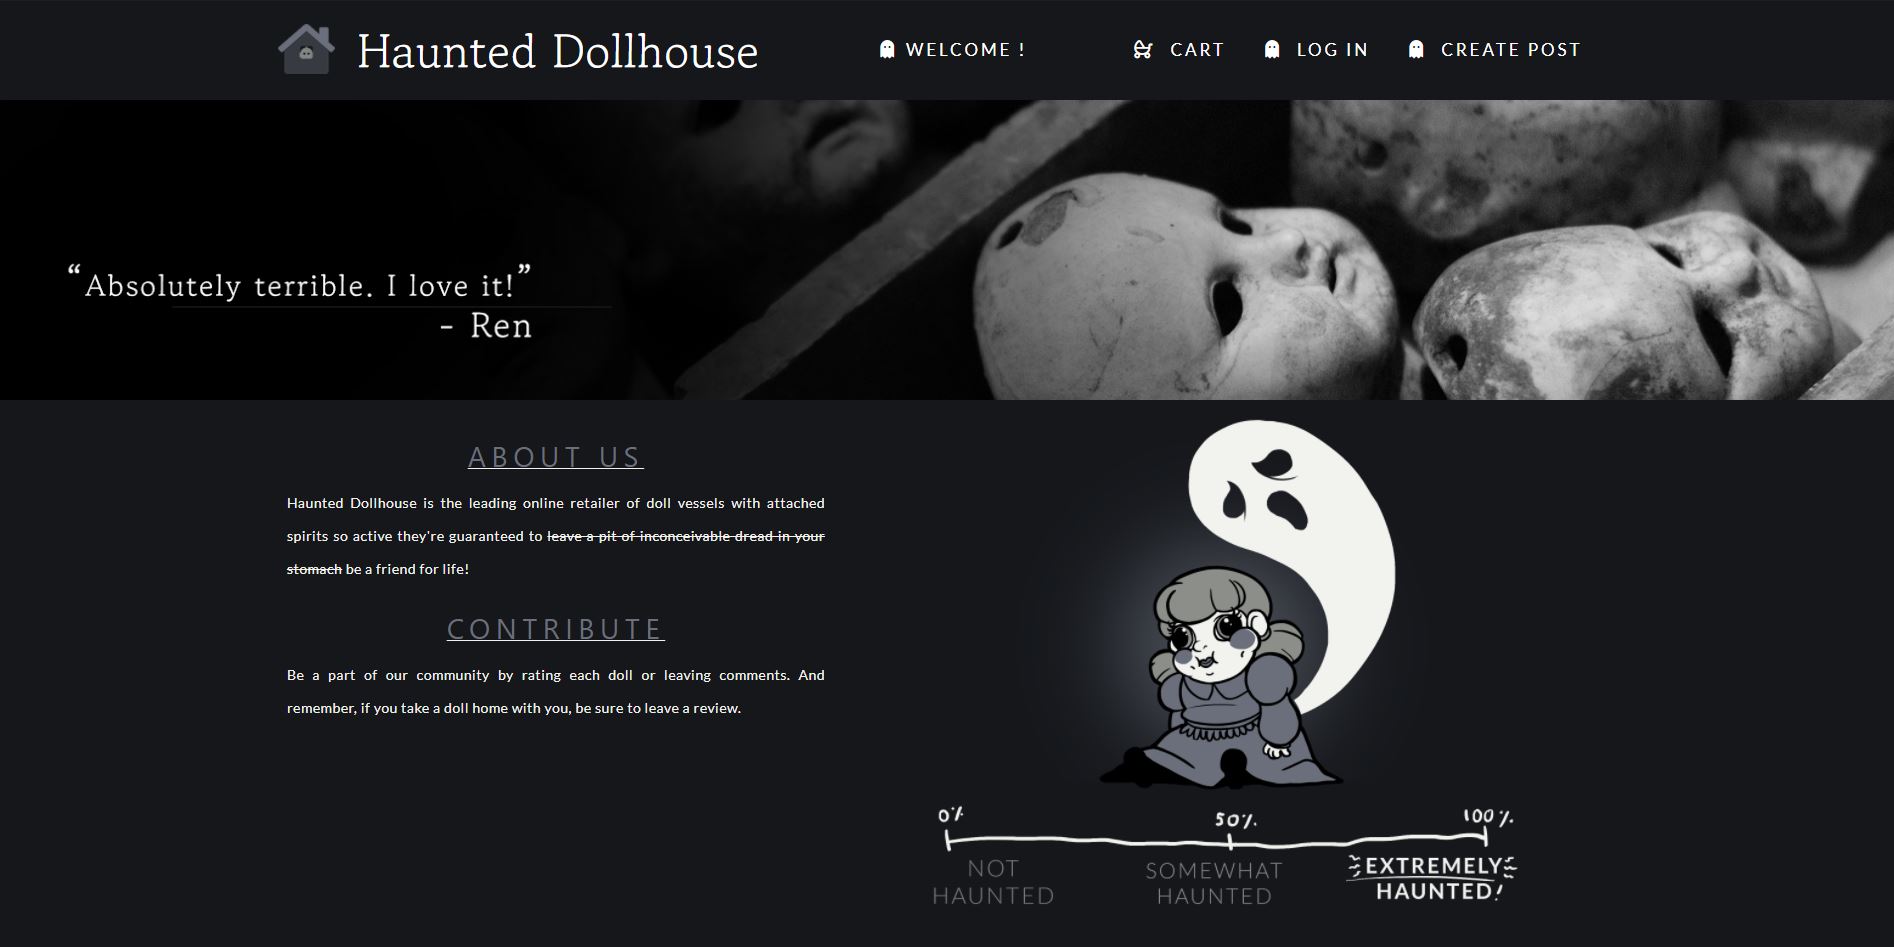 Haunted Dollhouse
WELCOME !
CART
LOG IN
CREATE POST
“Absolutely terrible. I love it!”
- Ren
ABOUT US
Haunted Dollhouse is the leading online retailer of doll vessels with attached
spirits so active they're guaranteed to leave a pit of inconceivable dread in your
stomach be a friend for life!
CONTRIBUTE
Be a part of our community by rating each doll or leaving comments. And
remember, if you take a doll home with you, be sure to leave a review.
0%
50%
100%
NOT
HAUNTED
SOMEWHAT
HAUNTED
EXTREMELY
HAUNTED!